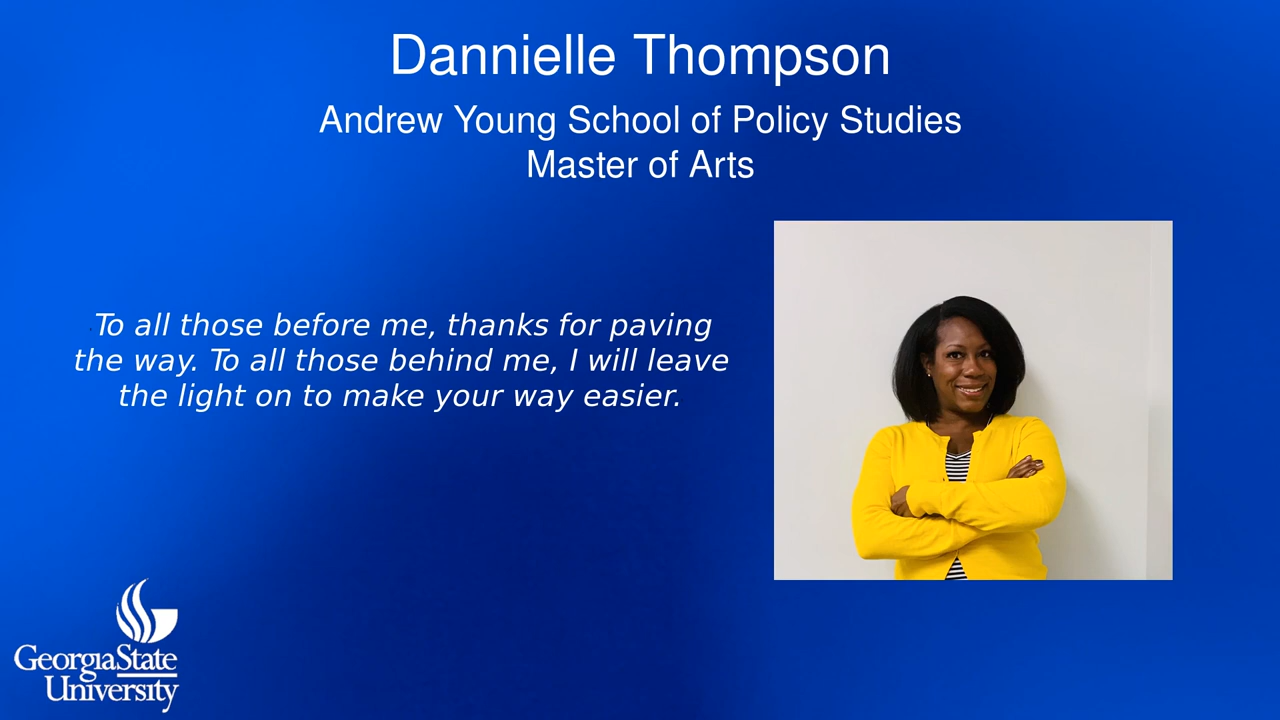 Dannielle Thompson
Andrew Young School of Policy Studies
Master of Arts
To all those before me, thanks for paving
the way. To all those behind me, I will leave
the light on to make your way easier.
GeorgiaState
University